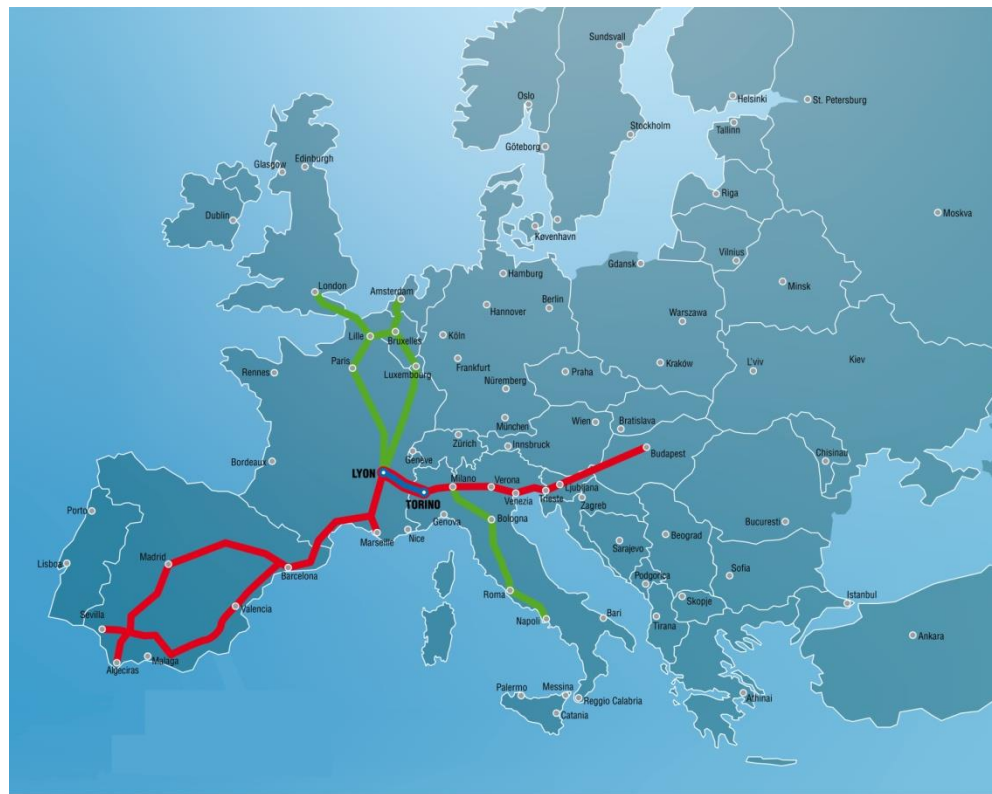 Sundsvall
Oslo
Helsinki
St. Petersburg
Tallinn
Stockholm
Göteborg
Glasgow
Edinburgh
Riga
Moskva
Dublin
København
Vilnius
Gdansk
Hamburg
Minsk
London
Amsterdam
Berlin
Hannover
Warszawa
Lille
Bruxelles
Köln
Paris
Frankfurt
Kraków
L'viv
Kiev
Rennes
Luxembourg
Praha
Nüremberg
München
Wien
Bratislava
Zürich
Innsbruck
Budapest
Chisinau
Genève
Bordeaux
LYON
Milano
Verona
Ljubljana
Trieste
Venezia
Zagreb
TORINO
Porto
Genova
Bologna
Bucuresti
Marseille
Nice
Beograd
Sarajevo
Madrid
Lisboa
Barcelona
Sofia
Podgorica
Roma
Skopje
Istanbul
Valencia
Sevilla
Napoli
Bari
Tirana
Ankara
Algeciras
Malaga
Palermo
Messina
Reggio Calabria
Athinai
Catania